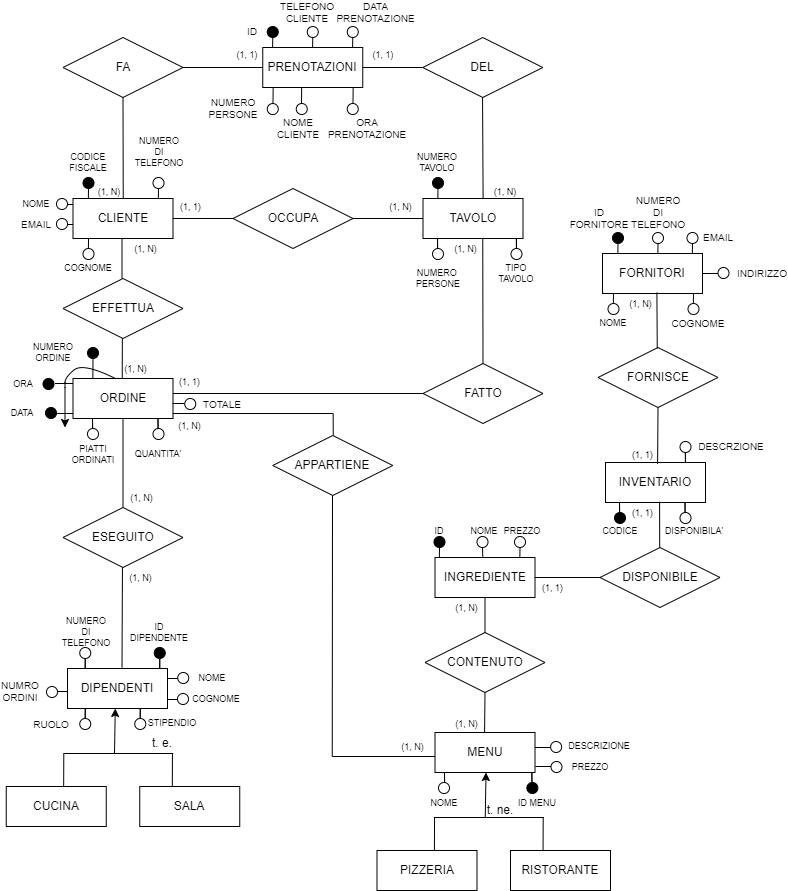 TELEFONO
CLIENTE
DATA
PRENOTAZIONE
ID
FA
(1, 1)
PRENOTAZIONI
(1, 1)
DEL
NUMERO
PERSONE
NOME
CLIENTE
ORA
PRENOTAZIONE
CODICE
FISCALE
NUMERO
DI
TELEFONO
NUMERO
TAVOLO
(1, N)
(1, N)
NOME
EMAIL
CLIENTE
(1, 1)
OCCUPA
(1, N)
TAVOLO
COGNOME
(1, N)
(1, N)
NUMERO
PERSONE
TIPO
TAVOLO
ID
FORNITORE
NUMERO
DI
TELEFONO
EMAIL
FORNITORI
INDIRIZZO
NOME
(1, N)
COGNOME
EFFETTUA
NUMERO
ORDINE
(1, N)
ORA
DATA
ORDINE
(1, 1)
TOTALE
(1, N)
FATTO
FORNISCE
PIATTI
ORDINATI
QUANTITA'
APPARTIENE
DESCRZIONE
(1, 1)
INVENTARIO
CODICE
(1, 1)
DISPONIBILA'
(1, N)
ESEGUITO
(1, N)
ID
NOME
PREZZO
INGREDIENTE
(1, 1)
DISPONIBILE
(1, N)
CONTENUTO
(1, N)
NUMERO
DI
TELEFONO
ID
DIPENDENTE
NUMRO
ORDINI
DIPENDENTI
NOME
COGNOME
RUOLO
STIPENDIO
t. e.
CUCINA
SALA
(1, N)
MENU
DESCRIZIONE
PREZZO
NOME
ID MENU
t. ne.
PIZZERIA
RISTORANTE